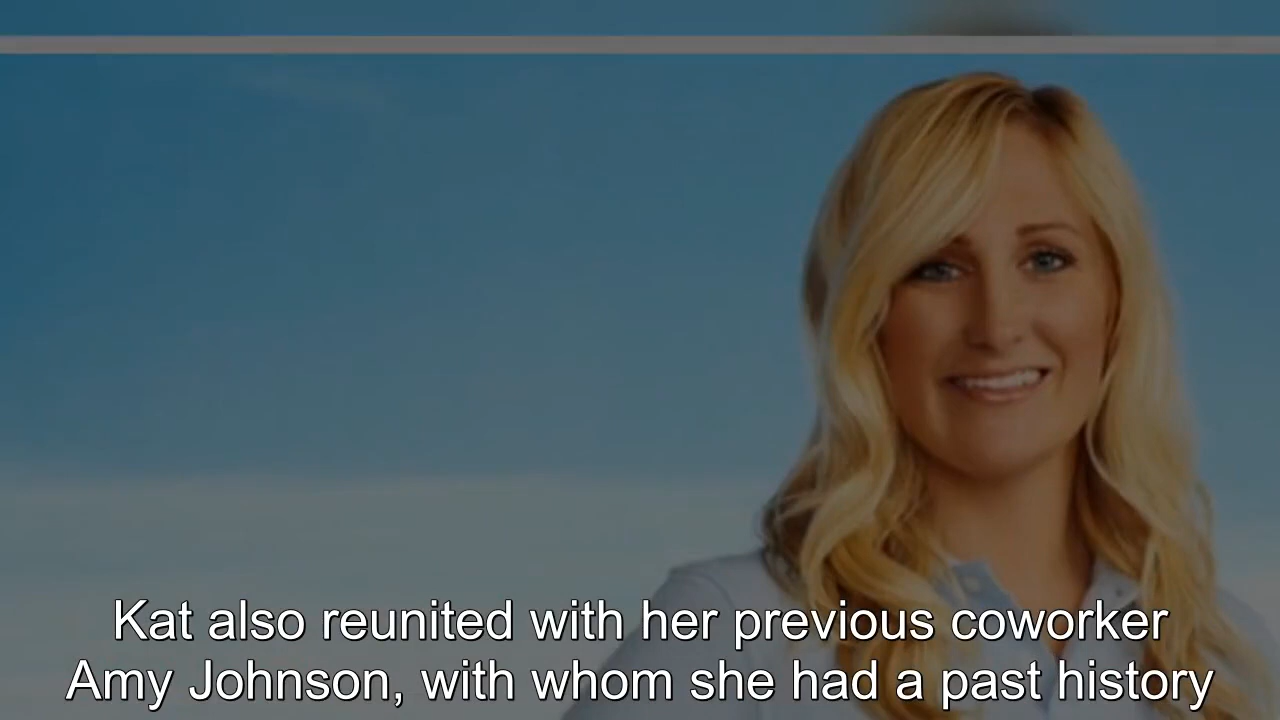 Kat also reunited with her previous coworker
Amy Johnson, with whom she had a past history